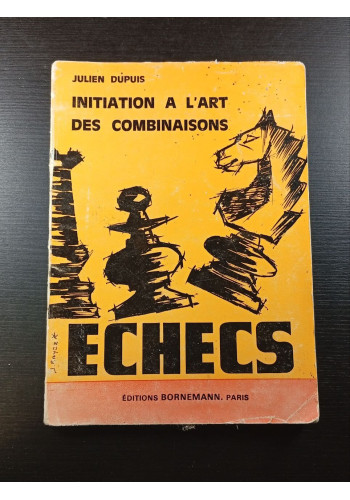 JULIEN DUPUIS
INITIATION A L'ART
DES COMBINAISONS
ECHECS
ÉDITIONS BORNEMANN. PARIS